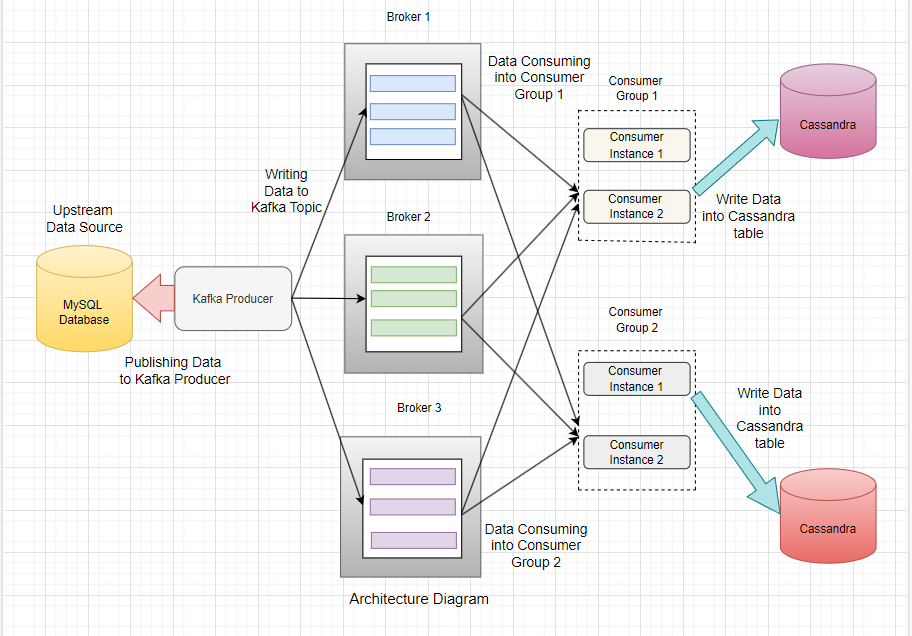 Broker 1
Data Consuming
into Consumer
Group 1
Consumer
Group 1
Consumer
Instance 1
Consumer
Instance 2
Cassandra
Write Data
into Cassandra
table
Writing
Data to
Kafka Topic
Upstream
Data Source
MySQL
Database
Kafka Producer
Publishing Data
to Kafka Producer
Broker 2
Consumer
Group 2
Consumer
Instance 1
Consumer
Instance 2
Write Data
into
Cassandra
table
Cassandra
Broker 3
Data Consuming
into Consumer
Group 2
Architecture Diagram